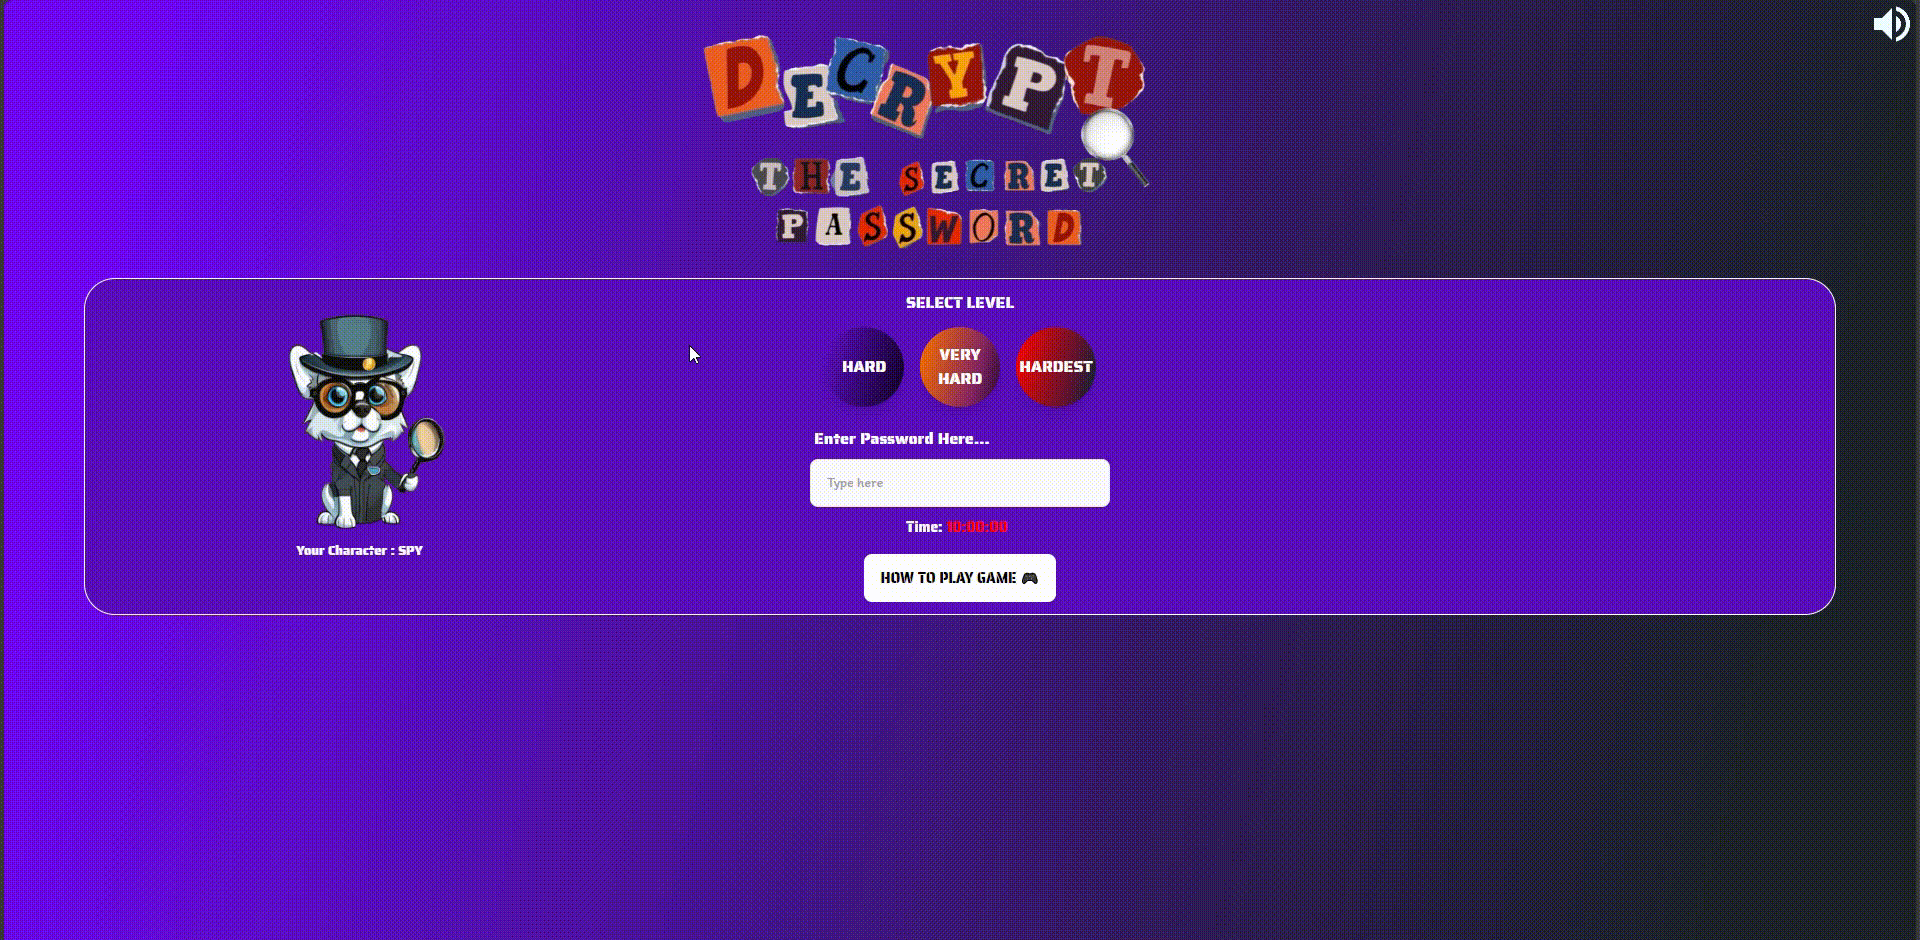 DECRYPT
THE SECRET
PASSWORD
SELECT LEVEL
HARD
VERY
HARD
HARDEST
Enter Password Here...
Type here
Time: 10:00:00
Your Character : SPY
HOW TO PLAY GAME 🎮